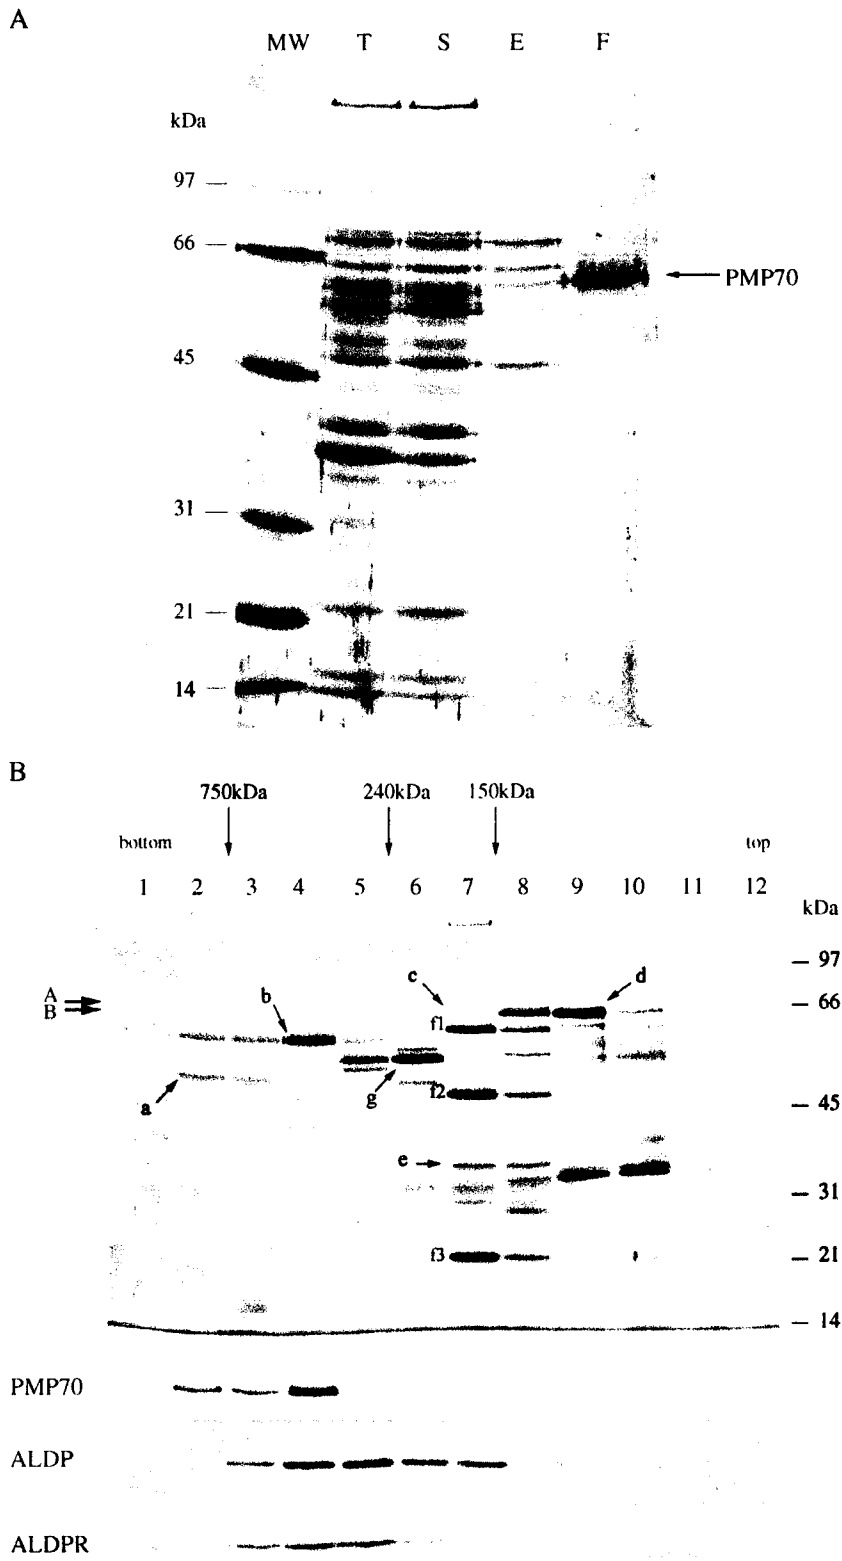 A
MW T S E F
kDa
97
66
PMP70
45
31
21
14
B
750kDa 240kDa 150kDa
bottom top
1 2 3 4 5 6 7 8 9 10 11 12
kDa
97
A
B
b
c
d
66
f1
a
g
f2
45
e
31
f3
21
14
PMP70
ALDP
ALDPR